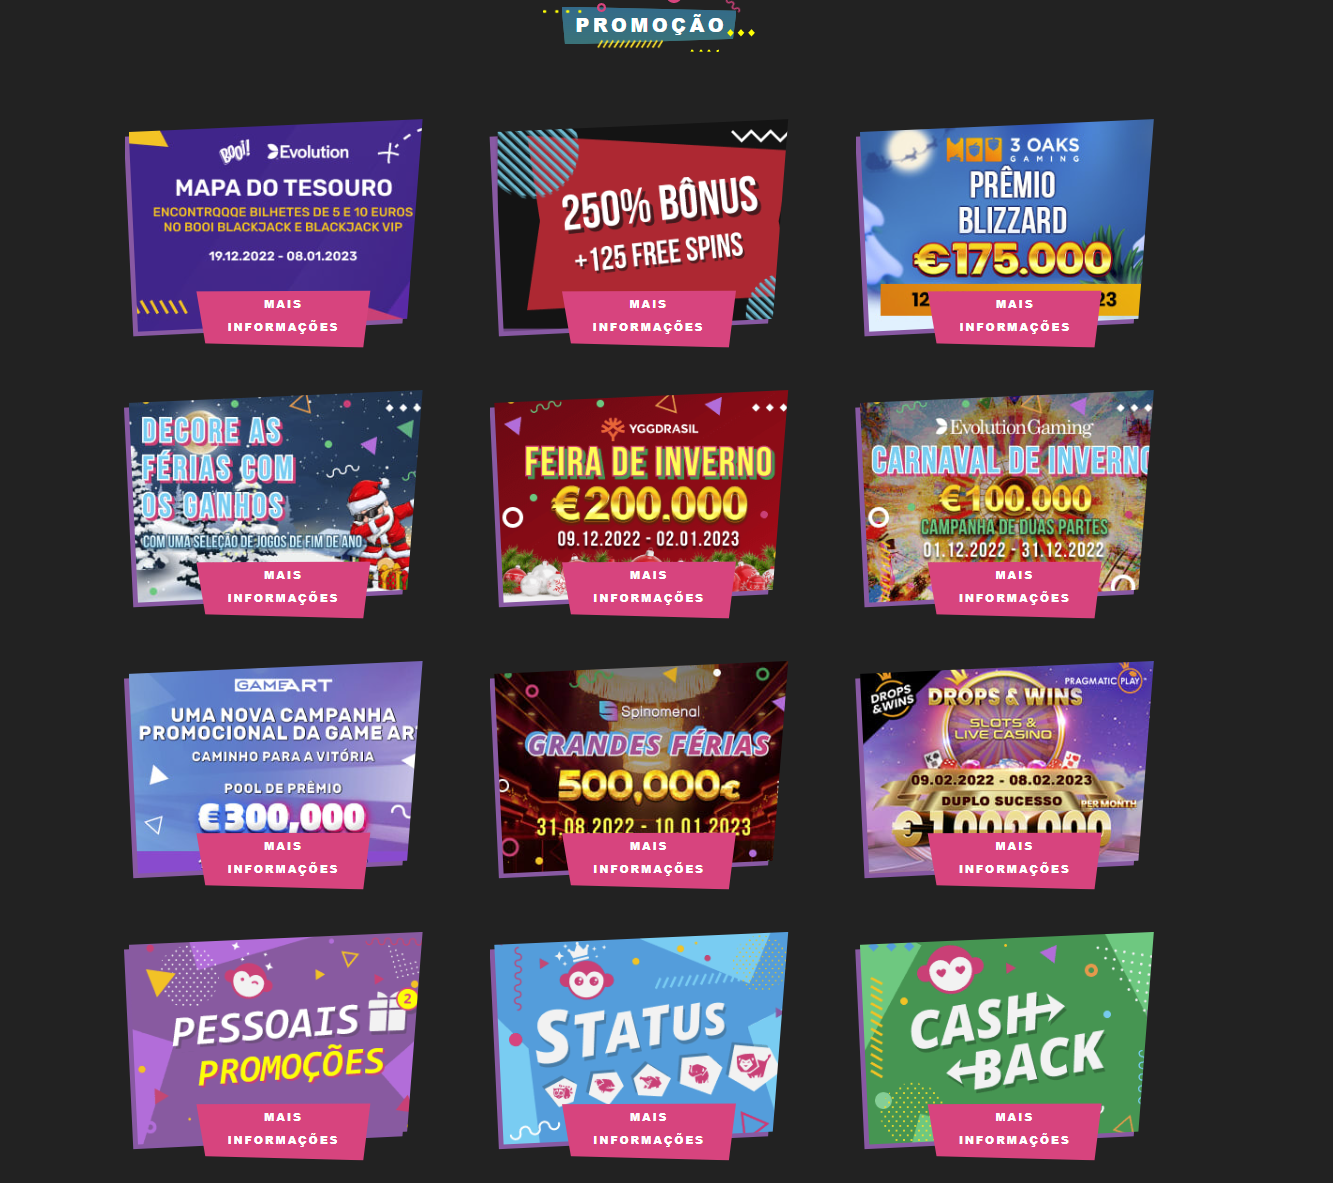 PROMOÇÃO
BOOi!
Evolution
MAPA DO TESOURO
ENCONTRQQQE BILHETES DE 5 E 10 EUROS
NO BOOI BLACKJACK E BLACKJACK VIP
19.12.2022 - 08.01.2023
MAIS
INFORMAÇÕES
250% BÔNUS
+125 FREE SPINS
MAIS
INFORMAÇÕES
3 OAKS
GAMING
PRÊMIO
BLIZZARD
€175.000
12
23
MAIS
INFORMAÇÕES
DECORE AS
FÉRIAS COM
OS GANHOS
COM UMA SELEÇÃO DE JOGOS DE FIM DE ANO
MAIS
INFORMAÇÕES
YGGDRASIL
FEIRA DE INVERNO
€200.000
09.12.2022 - 02.01.2023
MAIS
INFORMAÇÕES
Evolution Gaming
CARNAVAL DE INVERNO
€100.000
CAMPANHA DE DUAS PARTES
01.12.2022 - 31.12.2022
MAIS
INFORMAÇÕES
GAMEART
UMA NOVA CAMPANHA
PROMOCIONAL DA GAME AR
CAMINHO PARA A VITÓRIA
POOL DE PRÊMIO
€300,000
MAIS
INFORMAÇÕES
Spinomenal
GRANDES FÉRIAS
500,000€
31.08.2022 - 10.01.2023
MAIS
INFORMAÇÕES
DROPS
&WINS
PRAGMATIC PLAY
DROPS & WINS
SLOTS &
LIVE CASINO
09.02.2022 - 08.02.2023
DUPLO SUCESSO
PER MONTH
€1.000.000
MAIS
INFORMAÇÕES
PESSOAIS
2
PROMOÇÕES
MAIS
INFORMAÇÕES
STATUS
MAIS
INFORMAÇÕES
CASH
BACK
MAIS
INFORMAÇÕES